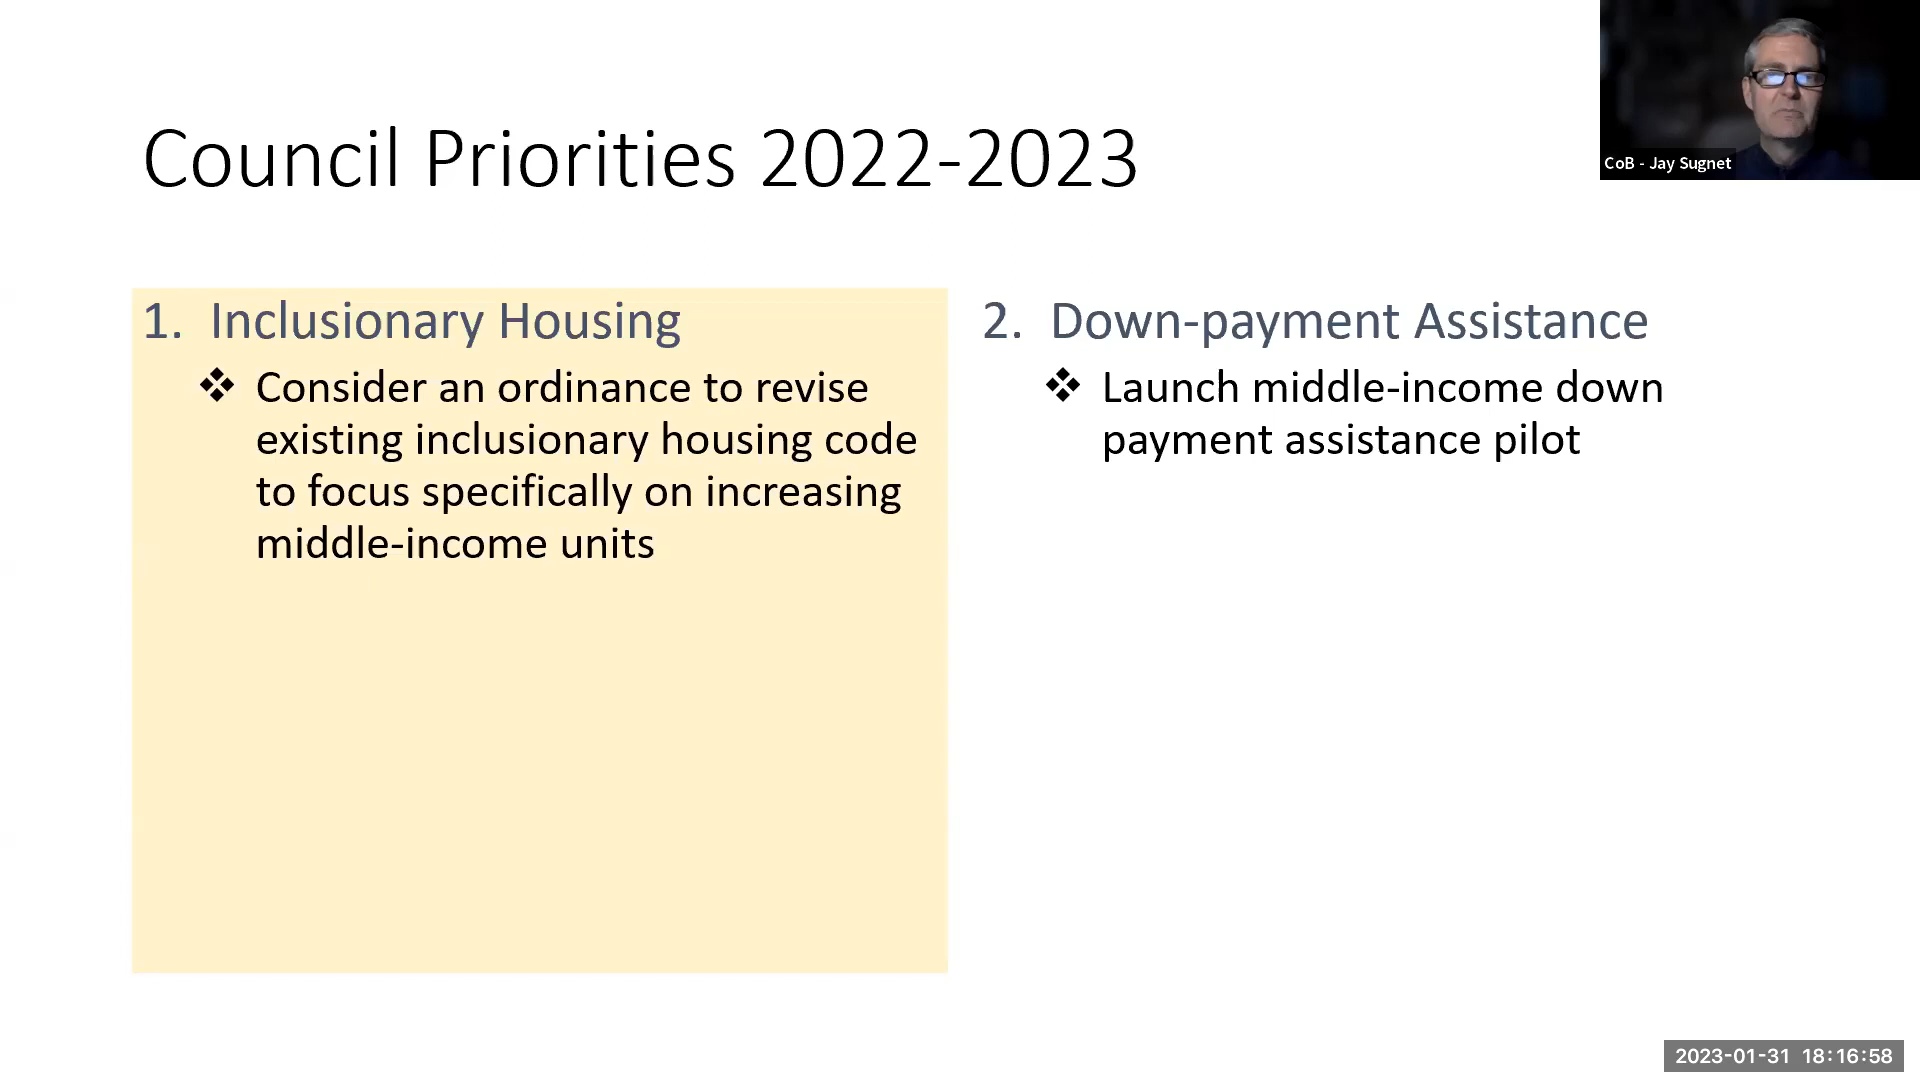 Council Priorities 2022-2023
CoB - Jay Sugnet
1. Inclusionary Housing
❖ Consider an ordinance to revise
existing inclusionary housing code
to focus specifically on increasing
middle-income units
2. Down-payment Assistance
❖ Launch middle-income down
payment assistance pilot
2023-01-31 18:16:58